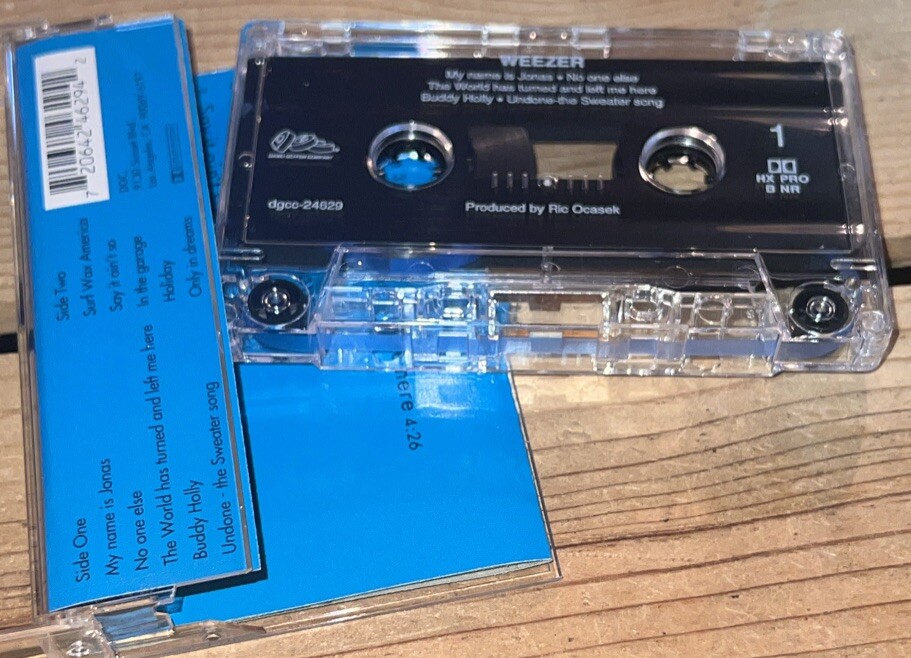 WEEZER
My name is Jonas • No one else
The World has turned and left me here
Buddy Holly • Undone-the Sweater song
1
HX PRO
B NR
dgcc-24629
Produced by Ric Ocasek
7 20642 46294 2
DGC
Los Angeles, CA
Side One
My name is Jonas
No one else
The World has turned and left me here
Buddy Holly
Undone - the Sweater song
Side Two
Surf Wax America
Say it ain't so
In the garage
Holiday
Only in dreams
here 4:26